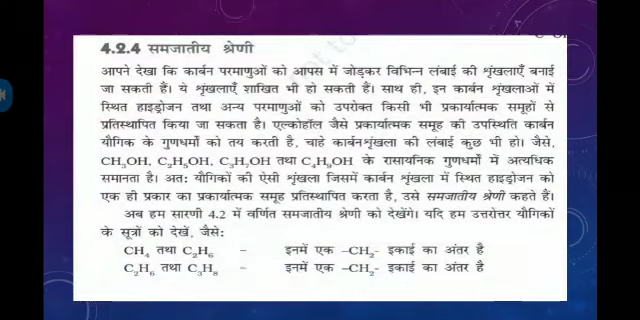 4.2.4 समजातीय श्रेणी
आपने देखा कि कार्बन परमाणुओं को आपस में जोड़कर विभिन्न लंबाई की शृंखलाएँ बनाई
जा सकती हैं। ये शृंखलाएँ शाखित भी हो सकती हैं। साथ ही, इन कार्बन शृंखलाओं में
स्थित हाइड्रोजन तथा अन्य परमाणुओं को उपरोक्त किसी भी प्रकार्यात्मक समूहों से
प्रतिस्थापित किया जा सकता है। एल्कोहॉल जैसे प्रकार्यात्मक समूह की उपस्थिति कार्बन
यौगिक के गुणधर्मों को तय करती है, चाहे कार्बनशृंखला की लंबाई कुछ भी हो। जैसे,
CH₃OH, C₂H₅OH, C₃H₇OH तथा C₄H₉OH के रासायनिक गुणधर्मों में अत्यधिक
समानता है। अतः यौगिकों की ऐसी शृंखला जिसमें कार्बन शृंखला में स्थित हाइड्रोजन को
एक ही प्रकार का प्रकार्यात्मक समूह प्रतिस्थापित करता है, उसे समजातीय श्रेणी कहते हैं।
अब हम सारणी 4.2 में वर्णित समजातीय श्रेणी को देखेंगे। यदि हम उत्तरोत्तर यौगिकों
के सूत्रों को देखें, जैसे:
CH₄ तथा C₂H₆ – इनमें एक –CH₂- इकाई का अंतर है
C₂H₆ तथा C₃H₈ – इनमें एक –CH₂- इकाई का अंतर है